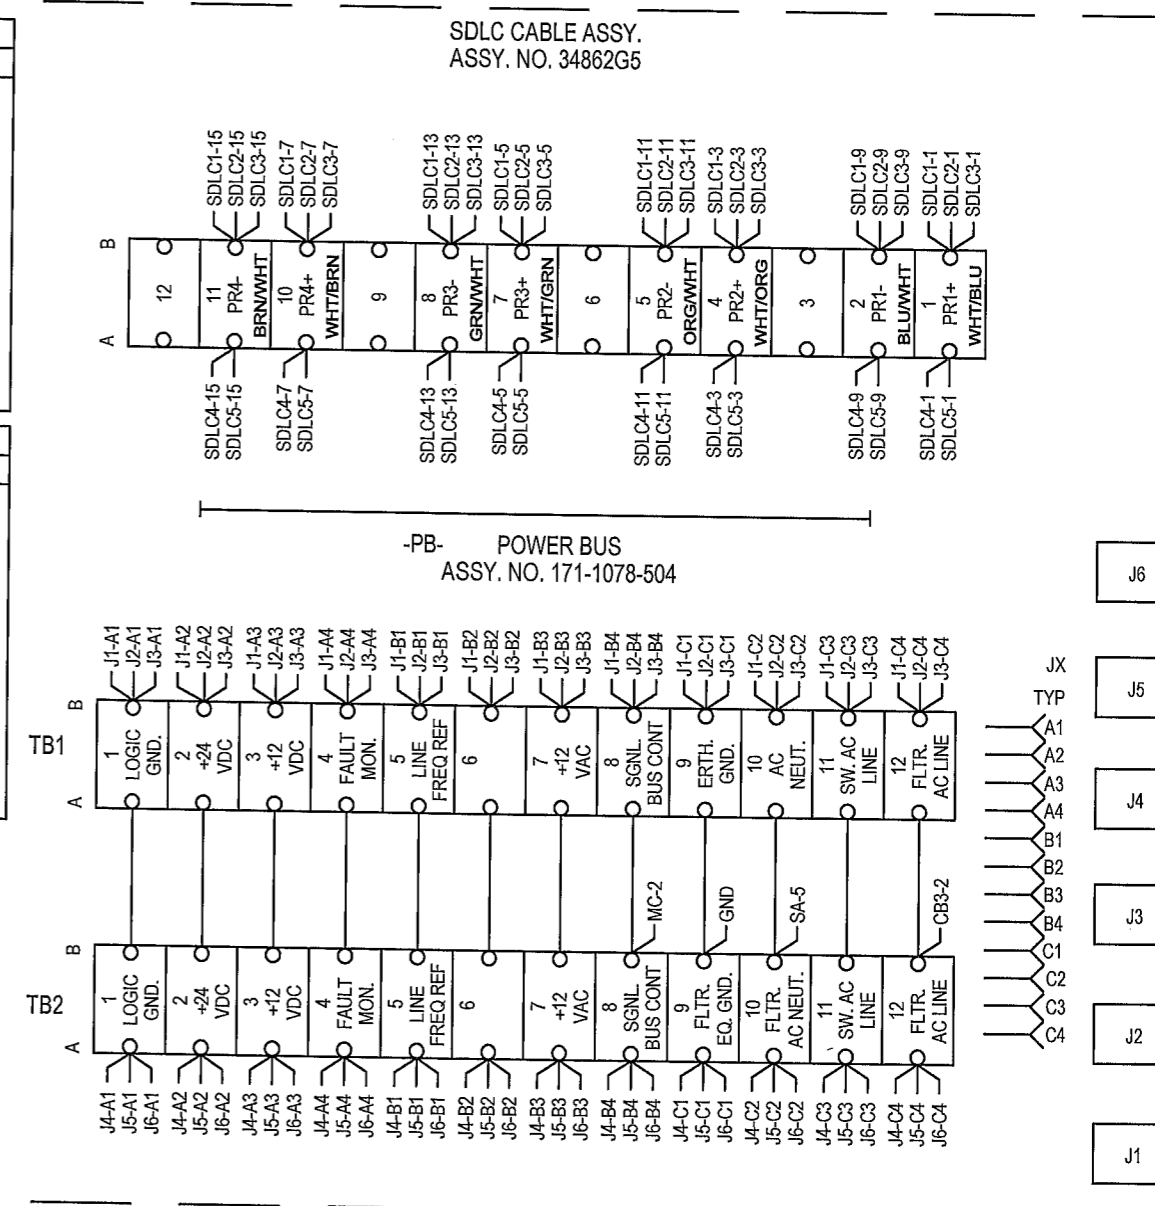 SDLC CABLE ASSY.
ASSY. NO. 34862G5
SDLC1-15
SDLC2-15
SDLC3-15
SDLC1-7
SDLC2-7
SDLC3-7
SDLC1-13
SDLC2-13
SDLC3-13
SDLC1-5
SDLC2-5
SDLC3-5
SDLC1-11
SDLC2-11
SDLC3-11
SDLC1-3
SDLC2-3
SDLC3-3
SDLC1-9
SDLC2-9
SDLC3-9
SDLC1-1
SDLC2-1
SDLC3-1
B
A
12
11
PR4-
BRN/WHT
10
PR4+
WHT/BRN
9
8
PR3-
GRN/WHT
7
PR3+
WHT/GRN
6
5
PR2-
ORG/WHT
4
PR2+
WHT/ORG
3
2
PR1-
BLU/WHT
1
PR1+
WHT/BLU
SDLC4-15
SDLC5-15
SDLC4-7
SDLC5-7
SDLC4-13
SDLC5-13
SDLC4-5
SDLC5-5
SDLC4-11
SDLC5-11
SDLC4-3
SDLC5-3
SDLC4-9
SDLC5-9
SDLC4-1
SDLC5-1
-PB- POWER BUS
ASSY. NO. 171-1078-504
J1-A1
J2-A1
J3-A1
J1-A2
J2-A2
J3-A2
J1-A3
J2-A3
J3-A3
J1-A4
J2-A4
J3-A4
J1-B1
J2-B1
J3-B1
J1-B2
J2-B2
J3-B2
J1-B3
J2-B3
J3-B3
J1-B4
J2-B4
J3-B4
J1-C1
J2-C1
J3-C1
J1-C2
J2-C2
J3-C2
J1-C3
J2-C3
J3-C3
J1-C4
J2-C4
J3-C4
TB1
B
A
1
LOGIC
GND.
2
+24
VDC
3
+12
VDC
4
FAULT
MON.
5
LINE
FREQ REF
6
7
+12
VAC
8
SGNL.
BUS CONT
9
ERTH.
GND.
10
AC
NEUT.
11
SW. AC
LINE
12
FLTR.
AC LINE
MC-2
GND
SA-5
CB3-2
TB2
B
A
1
LOGIC
GND.
2
+24
VDC
3
+12
VDC
4
FAULT
MON.
5
LINE
FREQ REF
6
7
+12
VAC
8
SGNL.
BUS CONT
9
FLTR.
EQ. GND.
10
FLTR.
AC NEUT.
11
SW. AC
LINE
12
FLTR.
AC LINE
J4-A1
J5-A1
J6-A1
J4-A2
J5-A2
J6-A2
J4-A3
J5-A3
J6-A3
J4-A4
J5-A4
J6-A4
J4-B1
J5-B1
J6-B1
J4-B2
J5-B2
J6-B2
J4-B3
J5-B3
J6-B3
J4-B4
J5-B4
J6-B4
J4-C1
J5-C1
J6-C1
J4-C2
J5-C2
J6-C2
J4-C3
J5-C3
J6-C3
J4-C4
J5-C4
J6-C4
JX
TYP
A1
A2
A3
A4
B1
B2
B3
B4
C1
C2
C3
C4
J6
J5
J4
J3
J2
J1